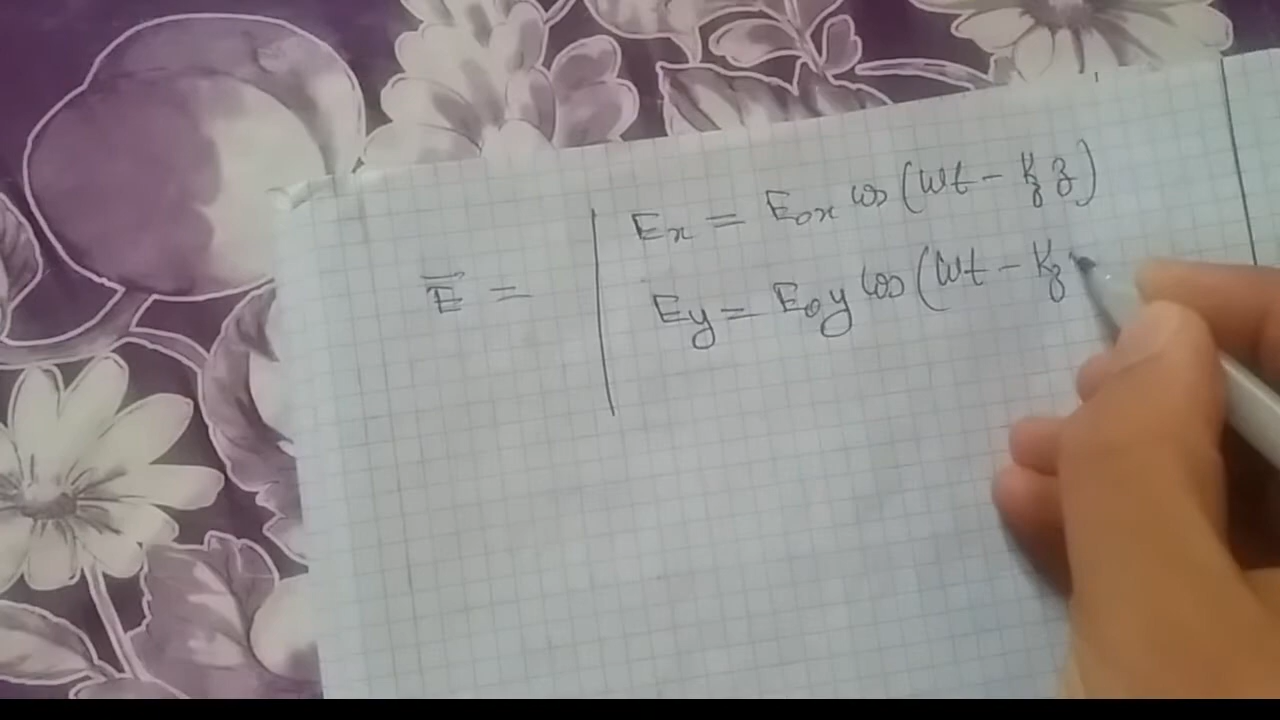 Ex = E₀x cos(wt - kz z)
E⃗ =
Ey = E₀y cos(wt - kz